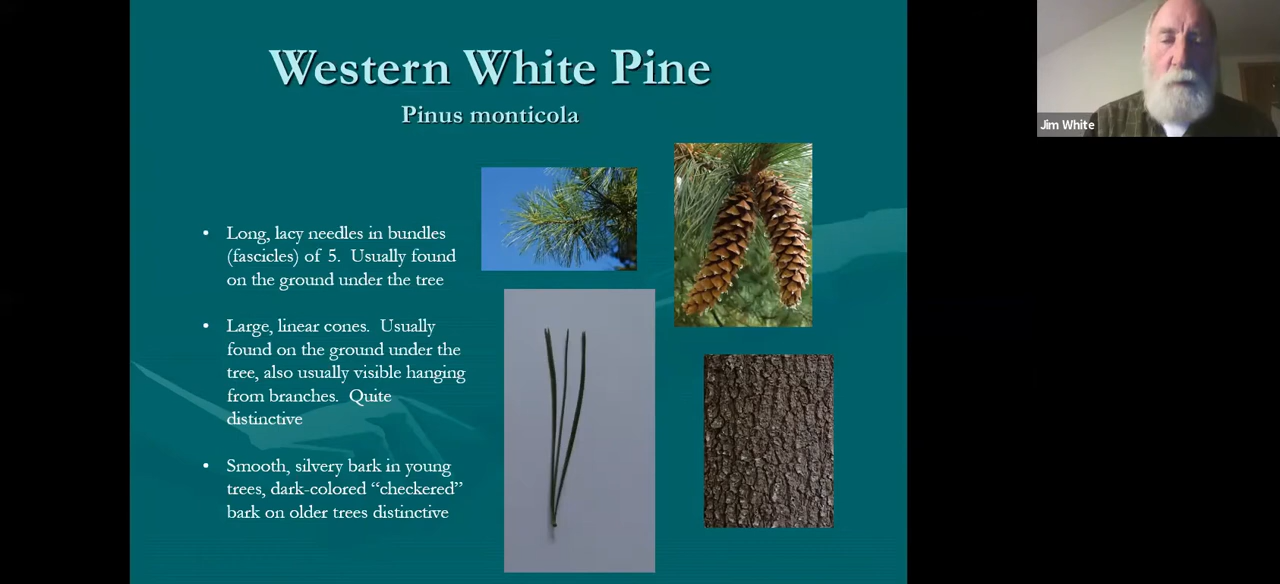 Western White Pine
Pinus monticola
• Long, lacy needles in bundles
(fascicles) of 5. Usually found
on the ground under the tree
• Large, linear cones. Usually
found on the ground under the
tree, also usually visible hanging
from branches. Quite
distinctive
• Smooth, silvery bark in young
trees, dark-colored “checkered”
bark on older trees distinctive
Jim White